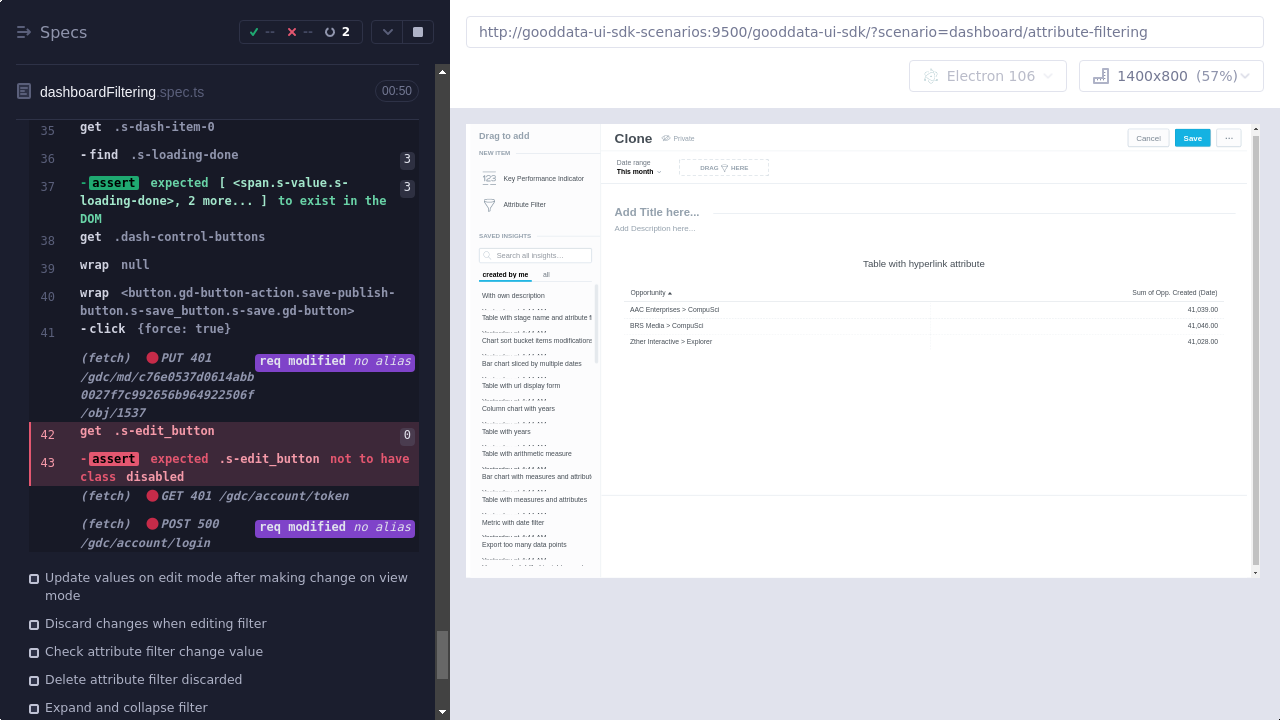 Specs
-- -- 2
dashboardFiltering.spec.ts 00:50
35 get .s-dash-item-0
36 -find .s-loading-done 3
37 -assert expected [ <span.s-value.s- 3
loading-done>, 2 more... ] to exist in the
DOM
38 get .dash-control-buttons
39 wrap null
40 wrap <button.gd-button-action.save-publish-
button.s-save_button.s-save.gd-button>
41 -click {force: true}
(fetch) PUT 401 req modified no alias
/gdc/md/c76e0537d0614abb
0027f7c992656b964922506f
/obj/1537
42 get .s-edit_button 0
43 -assert expected .s-edit_button not to have
class disabled
(fetch) GET 401 /gdc/account/token
(fetch) POST 500 req modified no alias
/gdc/account/login
Update values on edit mode after making change on view
mode
Discard changes when editing filter
Check attribute filter change value
Delete attribute filter discarded
Expand and collapse filter
http://gooddata-ui-sdk-scenarios:9500/gooddata-ui-sdk/?scenario=dashboard/attribute-filtering
Electron 106
1400x800 (57%)
Drag to add
NEW ITEM
Key Performance Indicator
Attribute Filter
SAVED INSIGHTS
Search all insights...
created by me all
With own description
Table with stage name and atribute f
Chart sort bucket items modifications
Bar chart sliced by multiple dates
Table with url display form
Column chart with years
Table with years
Table with arithmetic measure
Bar chart with measures and attribut
Table with measures and attributes
Metric with date filter
Export too many data points
Clone Private Cancel Save ...
Date range
This month
DRAG HERE
Add Title here...
Add Description here...
Table with hyperlink attribute
Opportunity Sum of Opp. Created (Date)
AAC Enterprises > CompuSci 41,039.00
BRS Media > CompuSci 41,046.00
Zther Interactive > Explorer 41,028.00